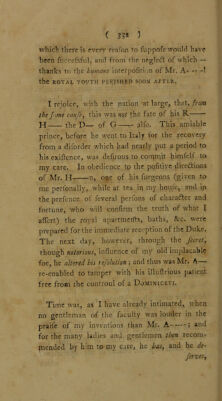 ( 322 )
which there is every reaſon to ſuppoſe would have
been ſucceſsful, and from the neglect of which --
thanks to the humane interpoſition of Mr. A- -- -!
the ROYAL YOUTH PERISHED SOON AFTER.
I rejoice, with the nation at large, that, from
the ſame cauſe, this was not the fate of his R——
H—— the D— of G—— alſo. This amiable
prince, before he went to Italy for the recovery
from a diſorder which had nearly put a period to
his exiſtence, was deſirous to commit himſelf to
my care. In obedience to the poſitive directions
of Mr. H——n, one of his ſurgeons (given to
me perſonally, while at tea in my houſe, and in
the preſence of ſeveral perſons of character and
fortune, who will confirm the truth of what I
aſſert) the royal apartments, baths, &c. were
prepared for the immediate reception of the Duke.
The next day, however, through the ſecret,
though notorious, influence of my old implacable
foe, he altered his reſolution; and thus was Mr. A—
re-enabled to tamper with his illuſtrious patient
free from the controul of a DOMINICETI.
Time was, as I have already intimated, when
no gentleman of the faculty was louder in the
praiſe of my inventions than Mr. A- - - - -; and
for the many ladies and gentlemen then recom-
mended by him to my care, he has, and he de-
ſerves,